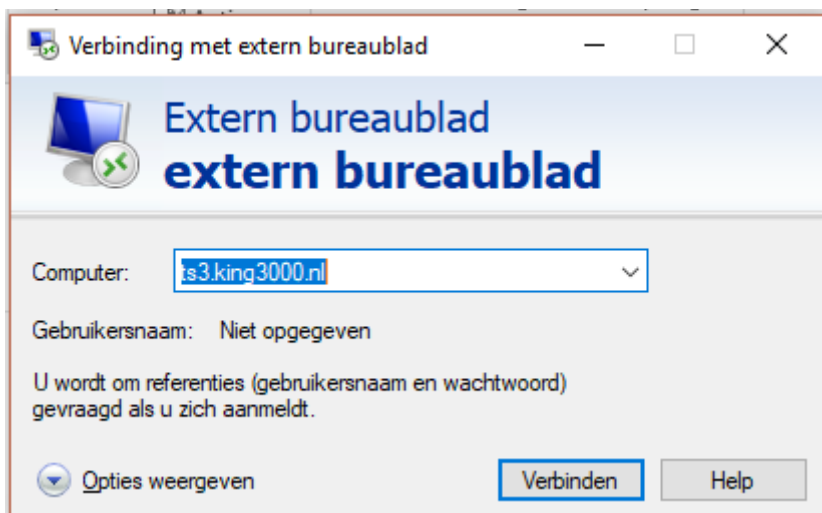 Verbinding met extern bureaublad
Extern bureaublad
extern bureaublad
Computer: ts3.king3000.nl
Gebruikersnaam: Niet opgegeven
U wordt om referenties (gebruikersnaam en wachtwoord)
gevraagd als u zich aanmeldt.
Opties weergeven Verbinden Help